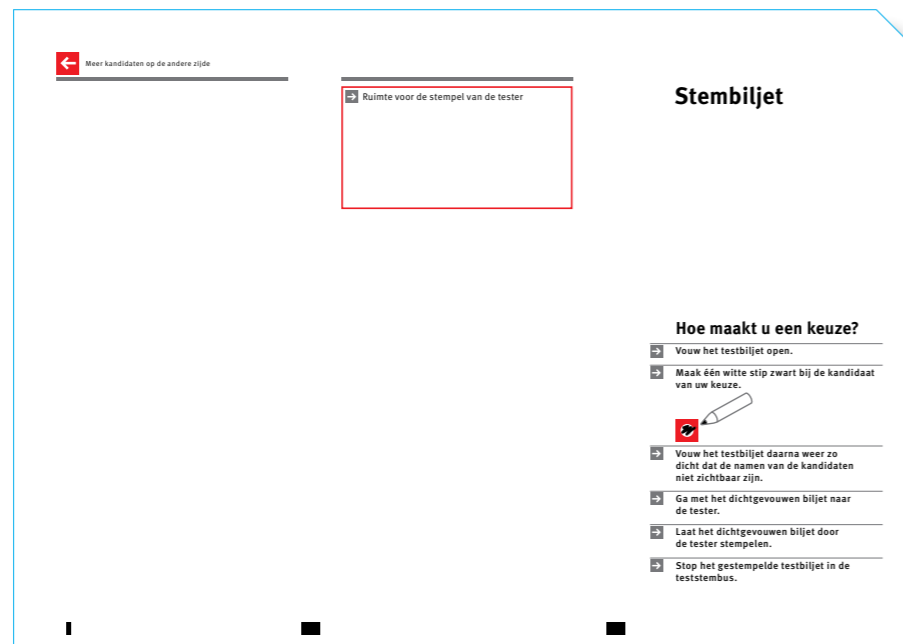 Meer kandidaten op de andere zijde
Ruimte voor de stempel van de tester
Stembiljet
Hoe maakt u een keuze?
Vouw het testbiljet open.
Maak één witte stip zwart bij de kandidaat
van uw keuze.
Vouw het testbiljet daarna weer zo
dicht dat de namen van de kandidaten
niet zichtbaar zijn.
Ga met het dichtgevouwen biljet naar
de tester.
Laat het dichtgevouwen biljet door
de tester stempelen.
Stop het gestempelde testbiljet in de
teststembus.